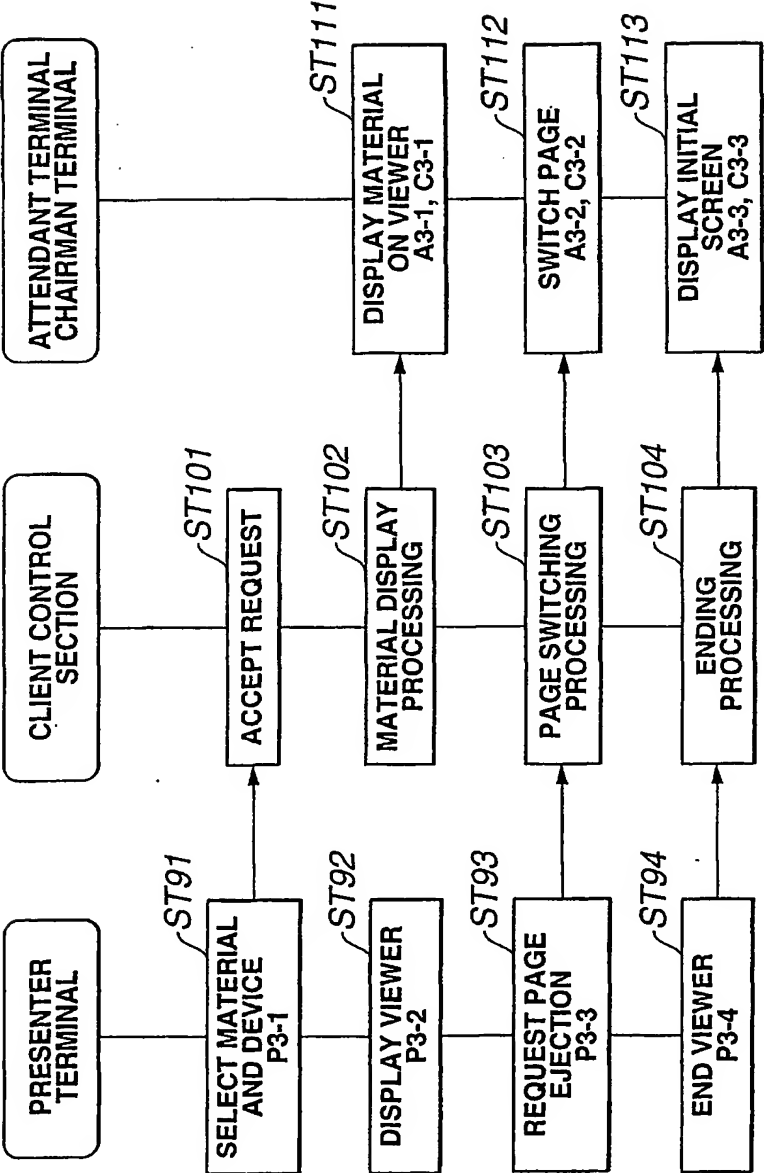 PRESENTER
TERMINAL
ST91
SELECT MATERIAL
AND DEVICE
P3-1
ST92
DISPLAY VIEWER
P3-2
ST93
REQUEST PAGE
EJECTION
P3-3
ST94
END VIEWER
P3-4
CLIENT CONTROL
SECTION
ST101
ACCEPT REQUEST
ST102
MATERIAL DISPLAY
PROCESSING
ST103
PAGE SWITCHING
PROCESSING
ST104
ENDING
PROCESSING
ATTENDANT TERMINAL
CHAIRMAN TERMINAL
ST111
DISPLAY MATERIAL
ON VIEWER
A3-1, C3-1
ST112
SWITCH PAGE
A3-2, C3-2
ST113
DISPLAY INITIAL
SCREEN
A3-3, C3-3